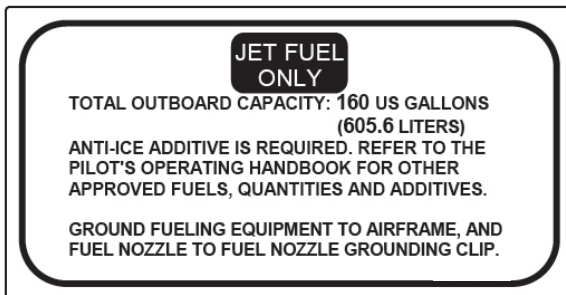 JET FUEL
ONLY
TOTAL OUTBOARD CAPACITY: 160 US GALLONS
(605.6 LITERS)
ANTI-ICE ADDITIVE IS REQUIRED. REFER TO THE
PILOT'S OPERATING HANDBOOK FOR OTHER
APPROVED FUELS, QUANTITIES AND ADDITIVES.
GROUND FUELING EQUIPMENT TO AIRFRAME, AND
FUEL NOZZLE TO FUEL NOZZLE GROUNDING CLIP.